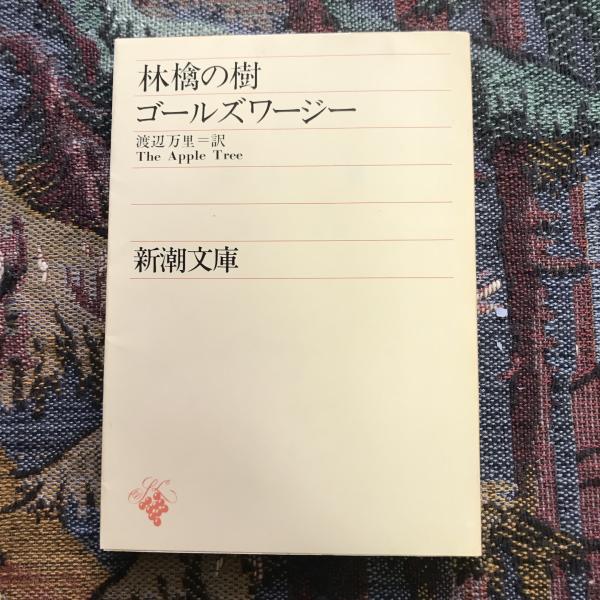 林檎の樹
ゴールズワージー
渡辺万里＝訳
The Apple Tree
新潮文庫